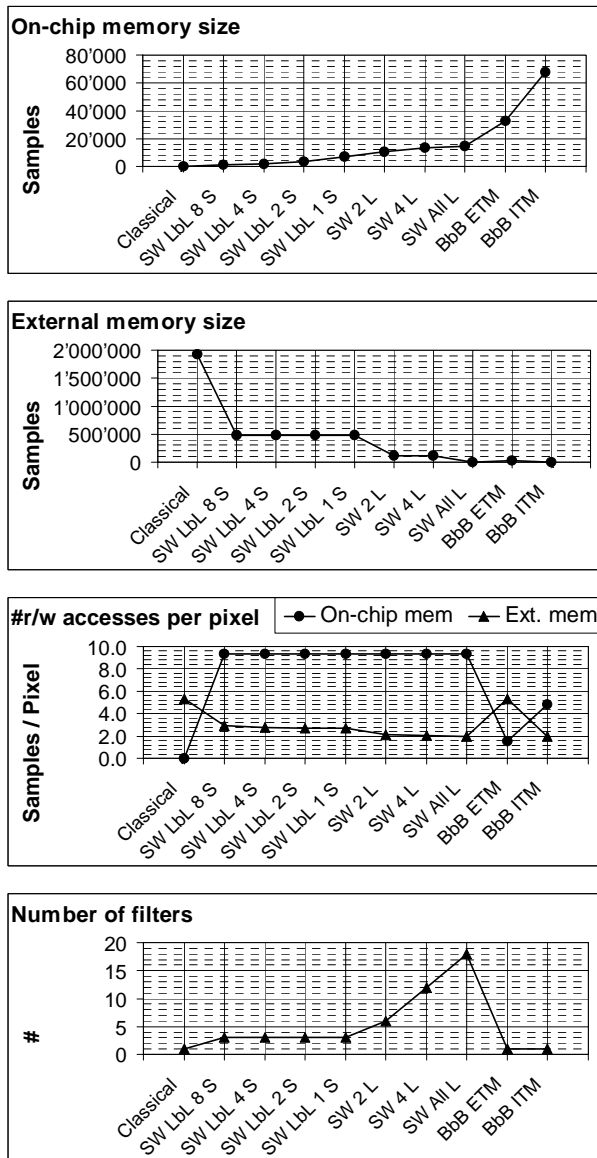 On-chip memory size
Samples
80’000
60’000
40’000
20’000
0
Classical
SW LbL 8 S
SW LbL 4 S
SW LbL 2 S
SW LbL 1 S
SW 2 L
SW 4 L
SW All L
BbB ETM
BbB ITM
External memory size
Samples
2’000’000
1’500’000
1’000’000
500’000
0
Classical
SW LbL 8 S
SW LbL 4 S
SW LbL 2 S
SW LbL 1 S
SW 2 L
SW 4 L
SW All L
BbB ETM
BbB ITM
#r/w accesses per pixel
On-chip mem
Ext. mem
Samples / Pixel
10.0
8.0
6.0
4.0
2.0
0.0
Classical
SW LbL 8 S
SW LbL 4 S
SW LbL 2 S
SW LbL 1 S
SW 2 L
SW 4 L
SW All L
BbB ETM
BbB ITM
Number of filters
#
20
15
10
5
0
Classical
SW LbL 8 S
SW LbL 4 S
SW LbL 2 S
SW LbL 1 S
SW 2 L
SW 4 L
SW All L
BbB ETM
BbB ITM